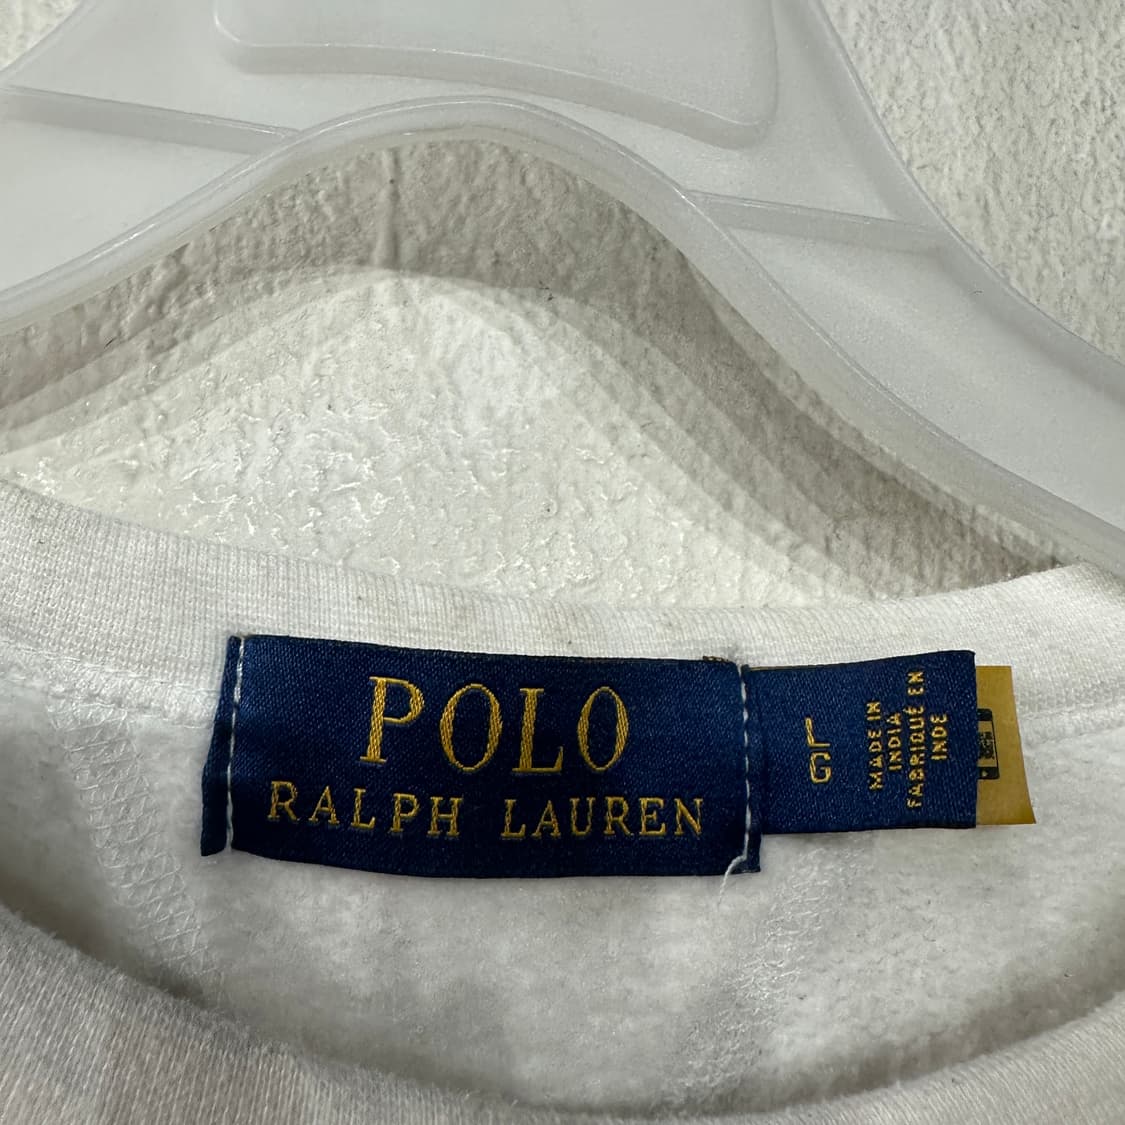 POLO
RALPH LAUREN
G/L
MADE IN
INDIA
FABRIQUÉ EN
INDE